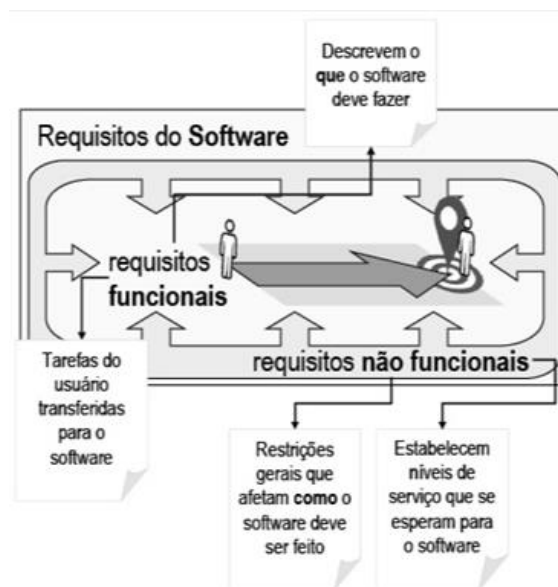 Descrevem o
que o software
deve fazer
Requisitos do Software
requisitos
funcionais
Tarefas do
usuário
transferidas
para o
software
requisitos não funcionais
Restrições
gerais que
afetam como o
software deve
ser feito
Estabelecem
níveis de
serviço que se
esperam para
o software